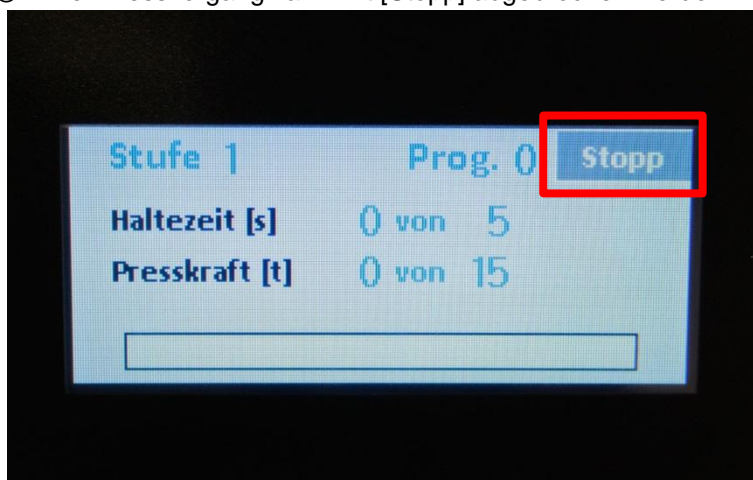 Stufe 1 Prog. 0 Stopp
Haltezeit [s] 0 von 5
Presskraft [t] 0 von 15